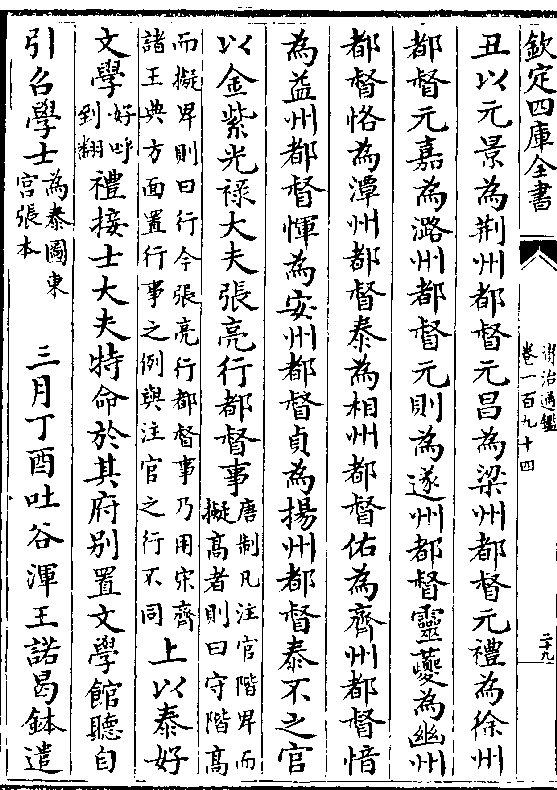 欽定四庫全書
資治通鑑
卷一百九十四
二十九
丑以元景為荆州都督元昌為梁州都督元禮為徐州
都督元嘉為潞州都督元則為遂州都督靈夔為幽州
都督恪為潭州都督泰為相州都督佑為齊州都督愔
為益州都督惲為安州都督貞為揚州都督泰不之官
以金紫光禄大夫張亮行都督事唐制凡注官階卑而
擬髙者則曰守階髙
而擬卑則曰行今張亮行都督事乃用宋齊
諸王典方面置行事之例與注官之行不同上以泰好
文學好呼
到翻禮接士大夫特命於其府别置文學館聽自
引召學士為泰圖東
宫張本三月丁酉吐谷渾王諾曷鉢遣